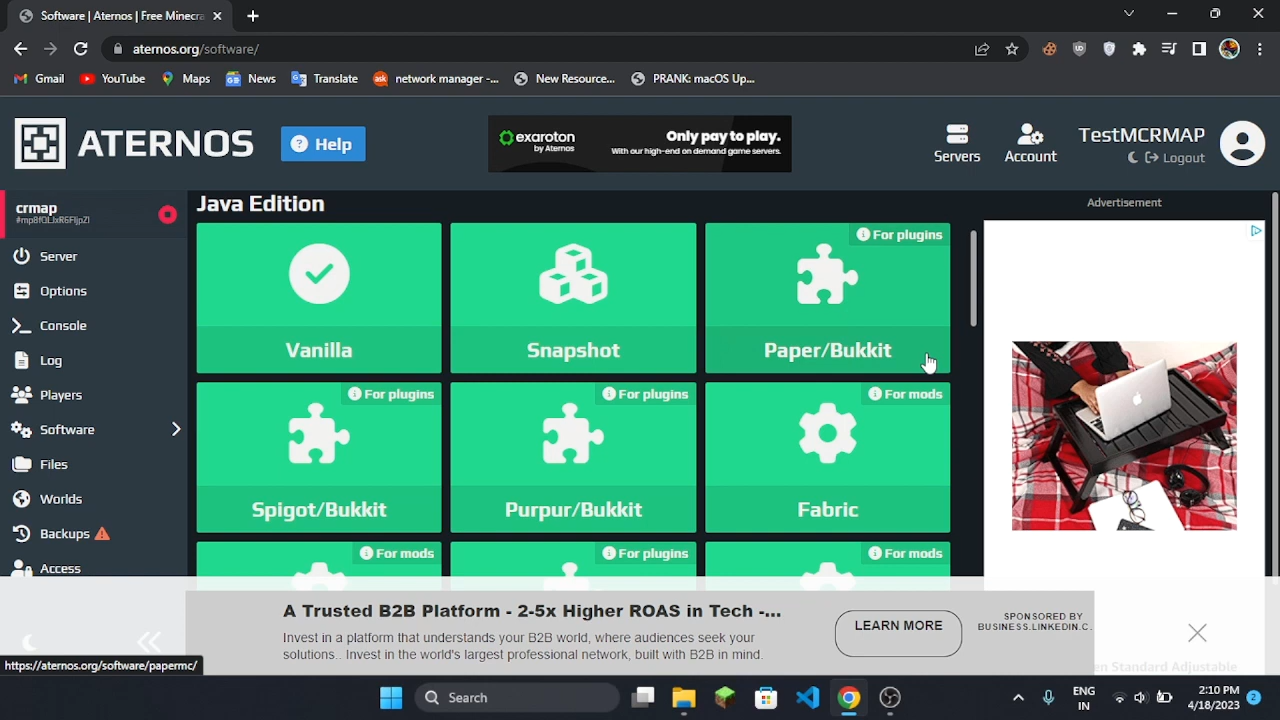 Software | Aternos | Free Minecra
aternos.org/software/
Gmail
YouTube
Maps
News
Translate
network manager -...
New Resource...
PRANK: macOS Up...
ATERNOS
Help
exaroton
by Aternos
Only pay to play.
With our high-end on demand game servers.
Servers
Account
TestMCRMAP
Logout
crmap
Server
Options
Console
Log
Players
Software
Files
Worlds
Backups
Access
Java Edition
Vanilla
Snapshot
For plugins
Paper/Bukkit
For plugins
Spigot/Bukkit
For plugins
Purpur/Bukkit
For mods
Fabric
For mods
For plugins
For mods
Advertisement
A Trusted B2B Platform - 2-5x Higher ROAS in Tech -...
Invest in a platform that understands your B2B world, where audiences seek your
solutions.. Invest in the world's largest professional network, built with B2B in mind.
LEARN MORE
SPONSORED BY
BUSINESS.LINKEDIN.C...
en Standard Adjustable
https://aternos.org/software/papermc/
Search
ENG
IN
2:10 PM
4/18/2023
2